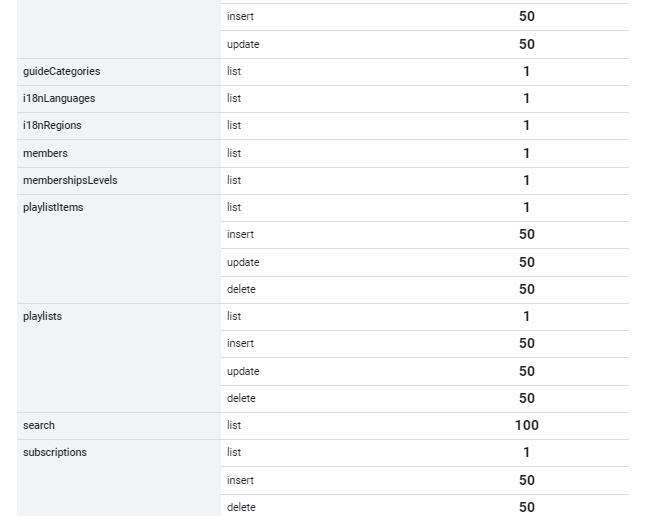 insert 50
update 50
guideCategories list 1
i18nLanguages list 1
i18nRegions list 1
members list 1
membershipsLevels list 1
playlistItems list 1
insert 50
update 50
delete 50
playlists list 1
insert 50
update 50
delete 50
search list 100
subscriptions list 1
insert 50
delete 50